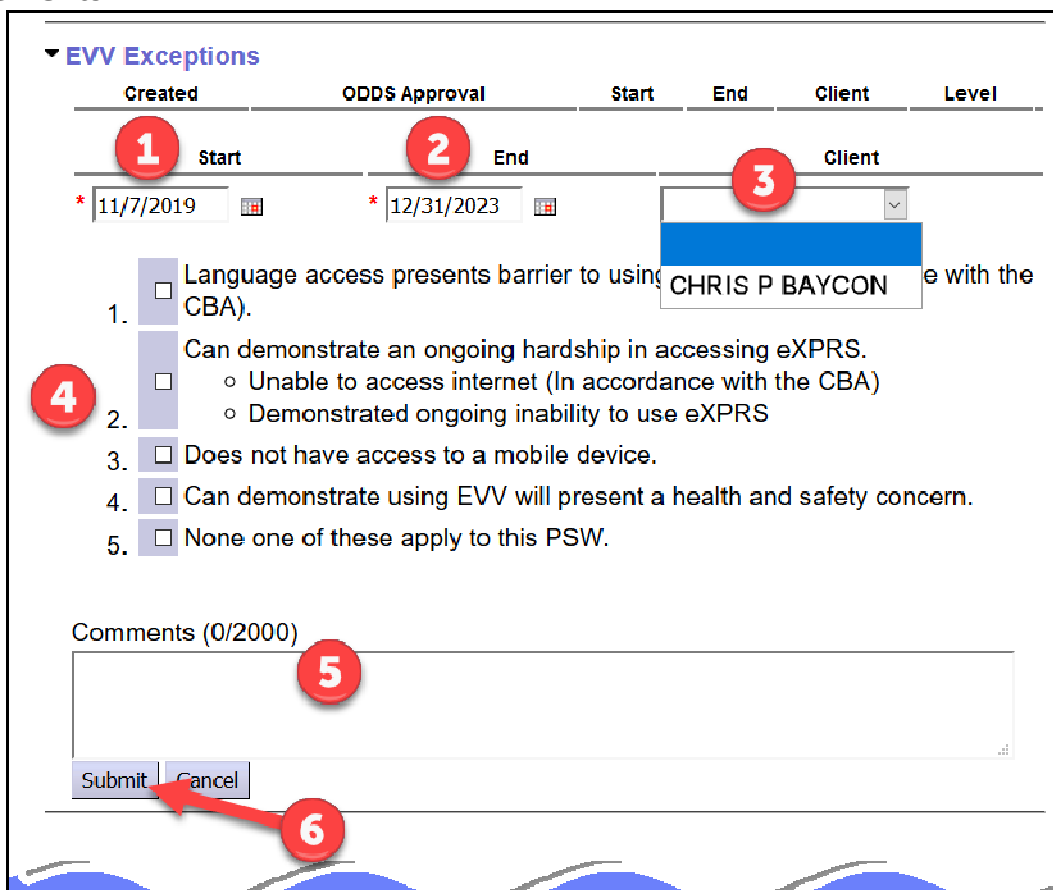 EVV Exceptions
Created ODDS Approval Start End Client Level
1 Start 2 End 3 Client
* 11/7/2019 * 12/31/2023
CHRIS P BAYCON
1. Language access presents barrier to using e with the
CBA).
4
2. Can demonstrate an ongoing hardship in accessing eXPRS.
Unable to access internet (In accordance with the CBA)
Demonstrated ongoing inability to use eXPRS
3. Does not have access to a mobile device.
4. Can demonstrate using EVV will present a health and safety concern.
5. None one of these apply to this PSW.
Comments (0/2000)
5
Submit Cancel
6